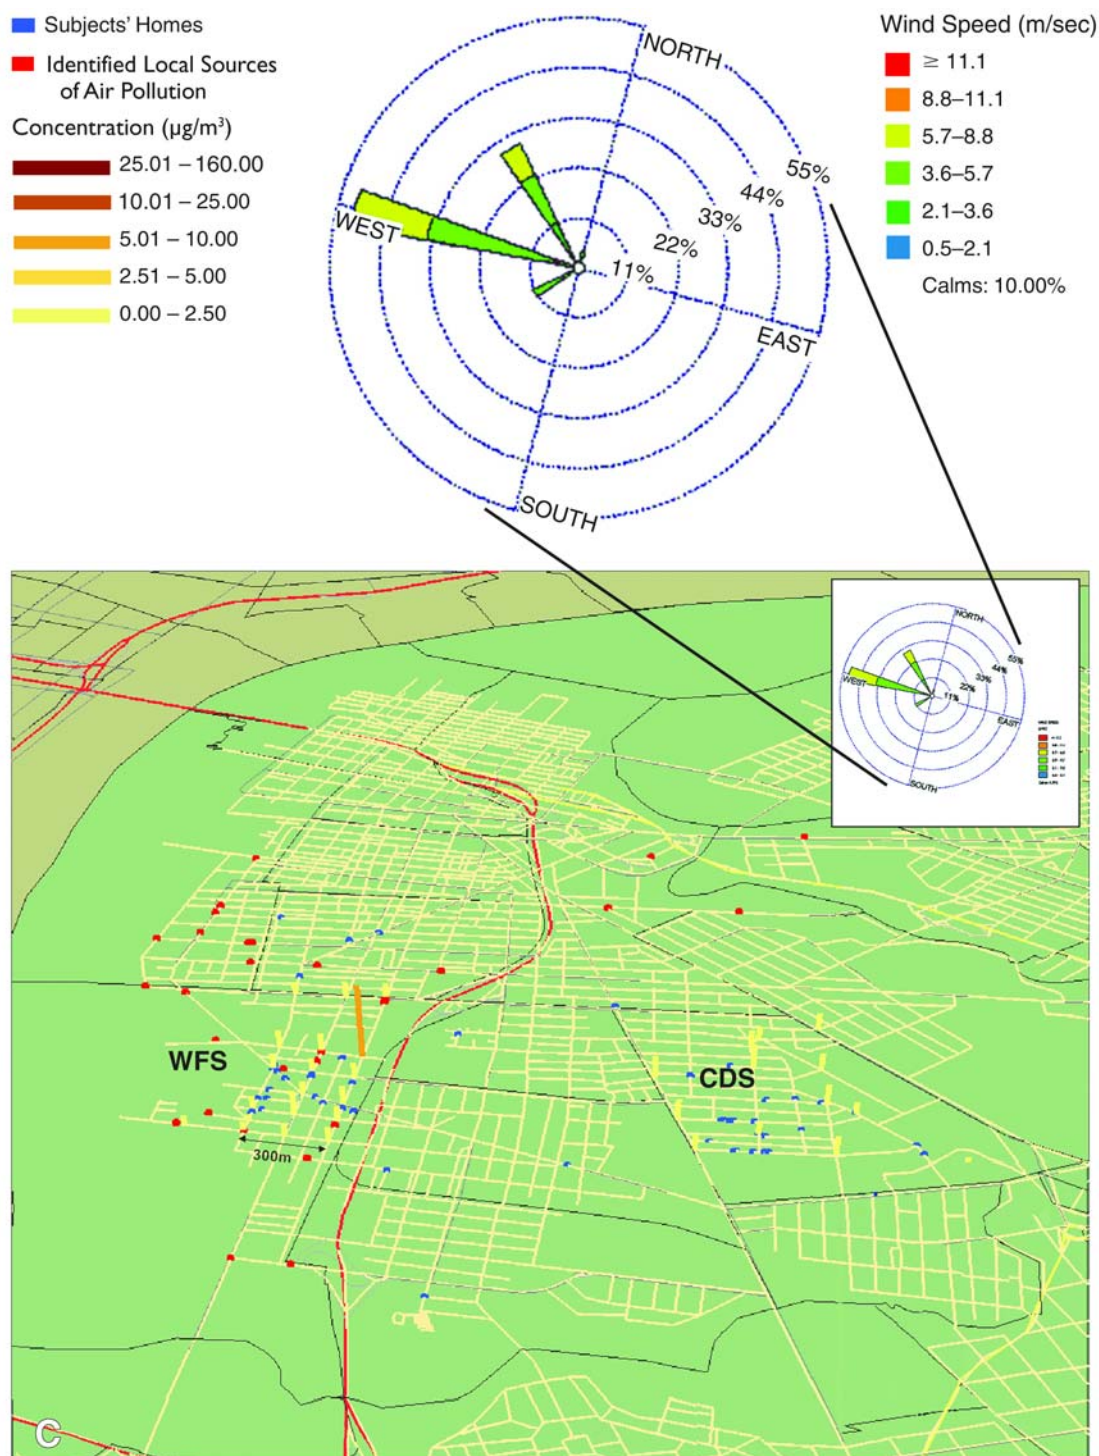 Subjects' Homes
Identified Local Sources
of Air Pollution
Concentration (µg/m³)
25.01 – 160.00
10.01 – 25.00
5.01 – 10.00
2.51 – 5.00
0.00 – 2.50
NORTH
55%
44%
33%
22%
11%
WEST
EAST
SOUTH
Wind Speed (m/sec)
≥ 11.1
8.8–11.1
5.7–8.8
3.6–5.7
2.1–3.6
0.5–2.1
Calms: 10.00%
NORTH
55%
44%
33%
22%
11%
WEST
EAST
SOUTH
WFS
CDS
300m
C